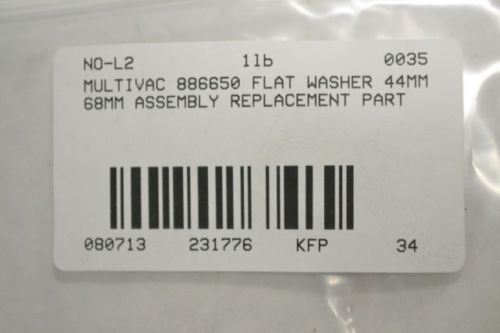 NO-L2 1lb 0035
MULTIVAC 886650 FLAT WASHER 44MM
68MM ASSEMBLY REPLACEMENT PART
080713 231776 KFP 34